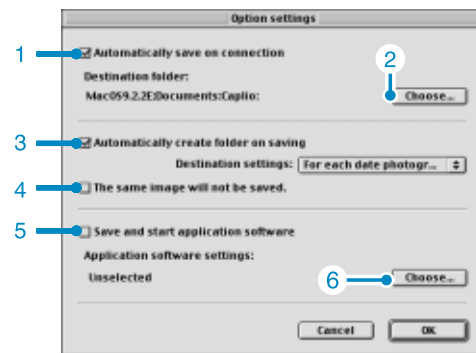 Option settings
1 Automatically save on connection
Destination folder:
2
Mac OS9.2.2E:Documents:Caplio: Choose...
3 Automatically create folder on saving
Destination settings: For each date photogr...
4 The same image will not be saved.
5 Save and start application software
Application software settings:
Unselected 6 Choose...
Cancel OK